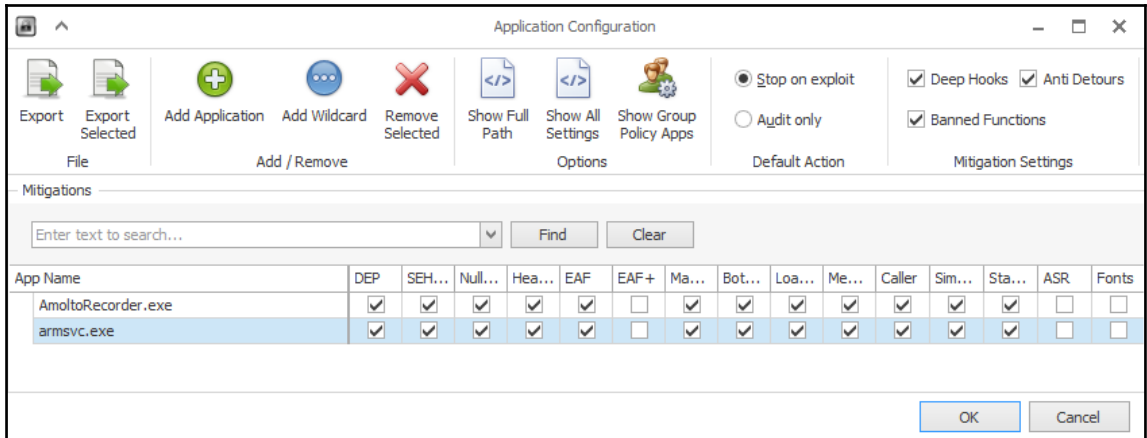 Application Configuration
Export
Export Selected
Add Application
Add Wildcard
Remove Selected
Show Full Path
Show All Settings
Show Group Policy Apps
Stop on exploit
Audit only
Deep Hooks
Anti Detours
Banned Functions
File
Add / Remove
Options
Default Action
Mitigation Settings
Mitigations
Enter text to search...
Find
Clear
App Name DEP SEH... Null... Hea... EAF EAF+ Ma... Bot... Loa... Me... Caller Sim... Sta... ASR Fonts
AmoltoRecorder.exe
armsvc.exe
OK
Cancel